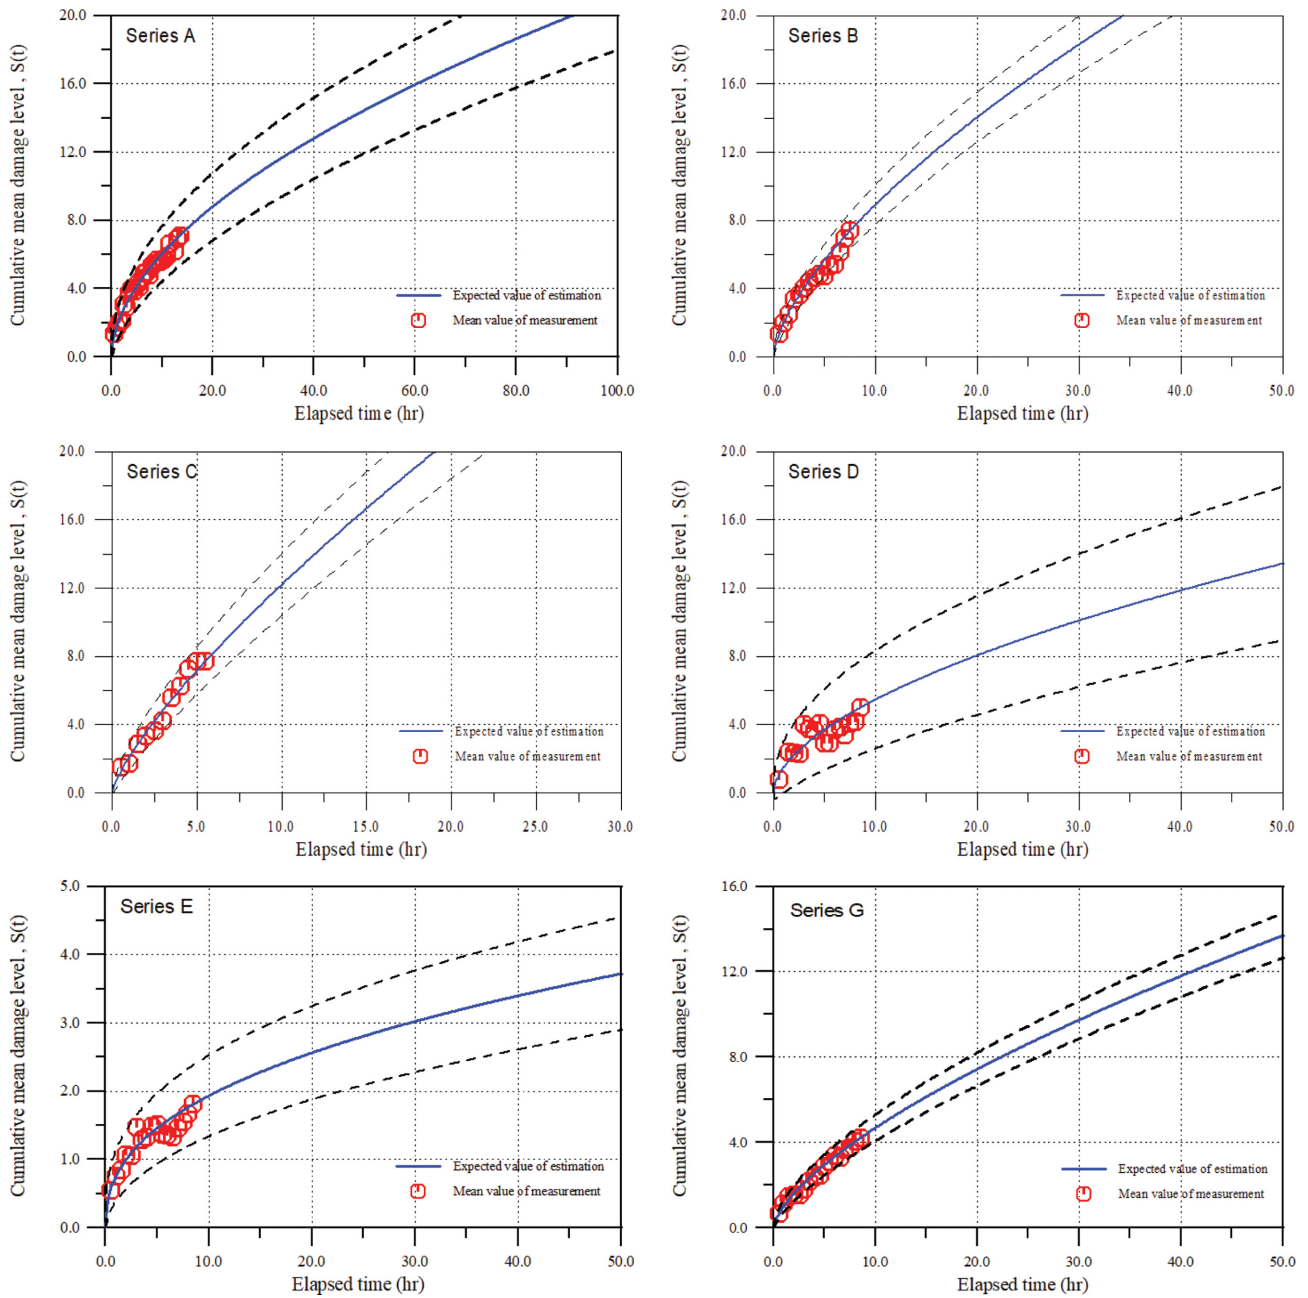 Series A
Cumulative mean damage level , S(t)
20.0
16.0
12.0
8.0
4.0
0.0
Expected value of estimation
Mean value of measurement
0.0 20.0 40.0 60.0 80.0 100.0
Elapsed time (hr)
Series B
Cumulative mean damage level , S(t)
20.0
16.0
12.0
8.0
4.0
0.0
Expected value of estimation
Mean value of measurement
0.0 10.0 20.0 30.0 40.0 50.0
Elapsed time (hr)
Series C
Cumulative mean damage level , S(t)
20.0
16.0
12.0
8.0
4.0
0.0
Expected value of estimation
Mean value of measurement
0.0 5.0 10.0 15.0 20.0 25.0 30.0
Elapsed time (hr)
Series D
Cumulative mean damage level , S(t)
20.0
16.0
12.0
8.0
4.0
0.0
Expected value of estimation
Mean value of measurement
0.0 10.0 20.0 30.0 40.0 50.0
Elapsed time (hr)
Series E
Cumulative mean damage level , S(t)
5.0
4.0
3.0
2.0
1.0
0.0
Expected value of estimation
Mean value of measurement
0.0 10.0 20.0 30.0 40.0 50.0
Elapsed time (hr)
Series G
Cumulative mean damage level , S(t)
16.0
12.0
8.0
4.0
0.0
Expected value of estimation
Mean value of measurement
0.0 10.0 20.0 30.0 40.0 50.0
Elapsed time (hr)